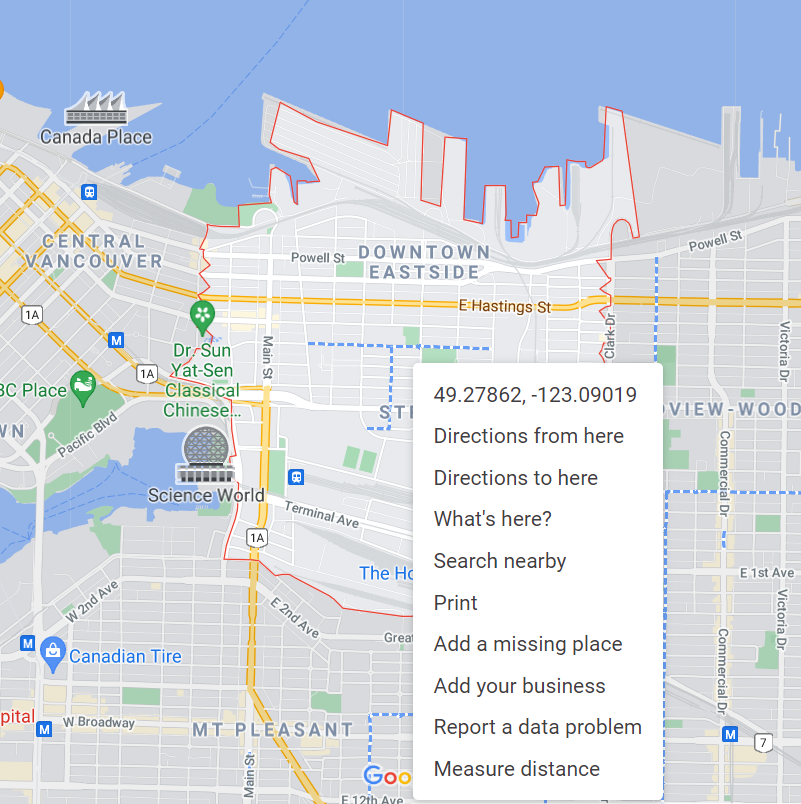 Canada Place
CENTRAL
VANCOUVER
DOWNTOWN
EASTSIDE
Powell St
Powell St
E Hastings St
1A
M
Clark Dr
Victoria Dr
Main St
Dr. Sun
Yat-Sen
Classical
Chinese...
1A
BC Place
Pacific Blvd
WN
ST
DVIEW-WOOD
49.27862, -123.09019
Directions from here
Directions to here
What's here?
Search nearby
Print
Add a missing place
Add your business
Report a data problem
Measure distance
Science World
Terminal Ave
1A
Commercial Dr
The Ho
E 1st Ave
W 2nd Ave
E 2nd Ave
Great
Victoria Dr
Commercial Dr
M
Canadian Tire
pital
M
W Broadway
MT PLEASANT
M
7
Main St
Goo
E 12th Ave